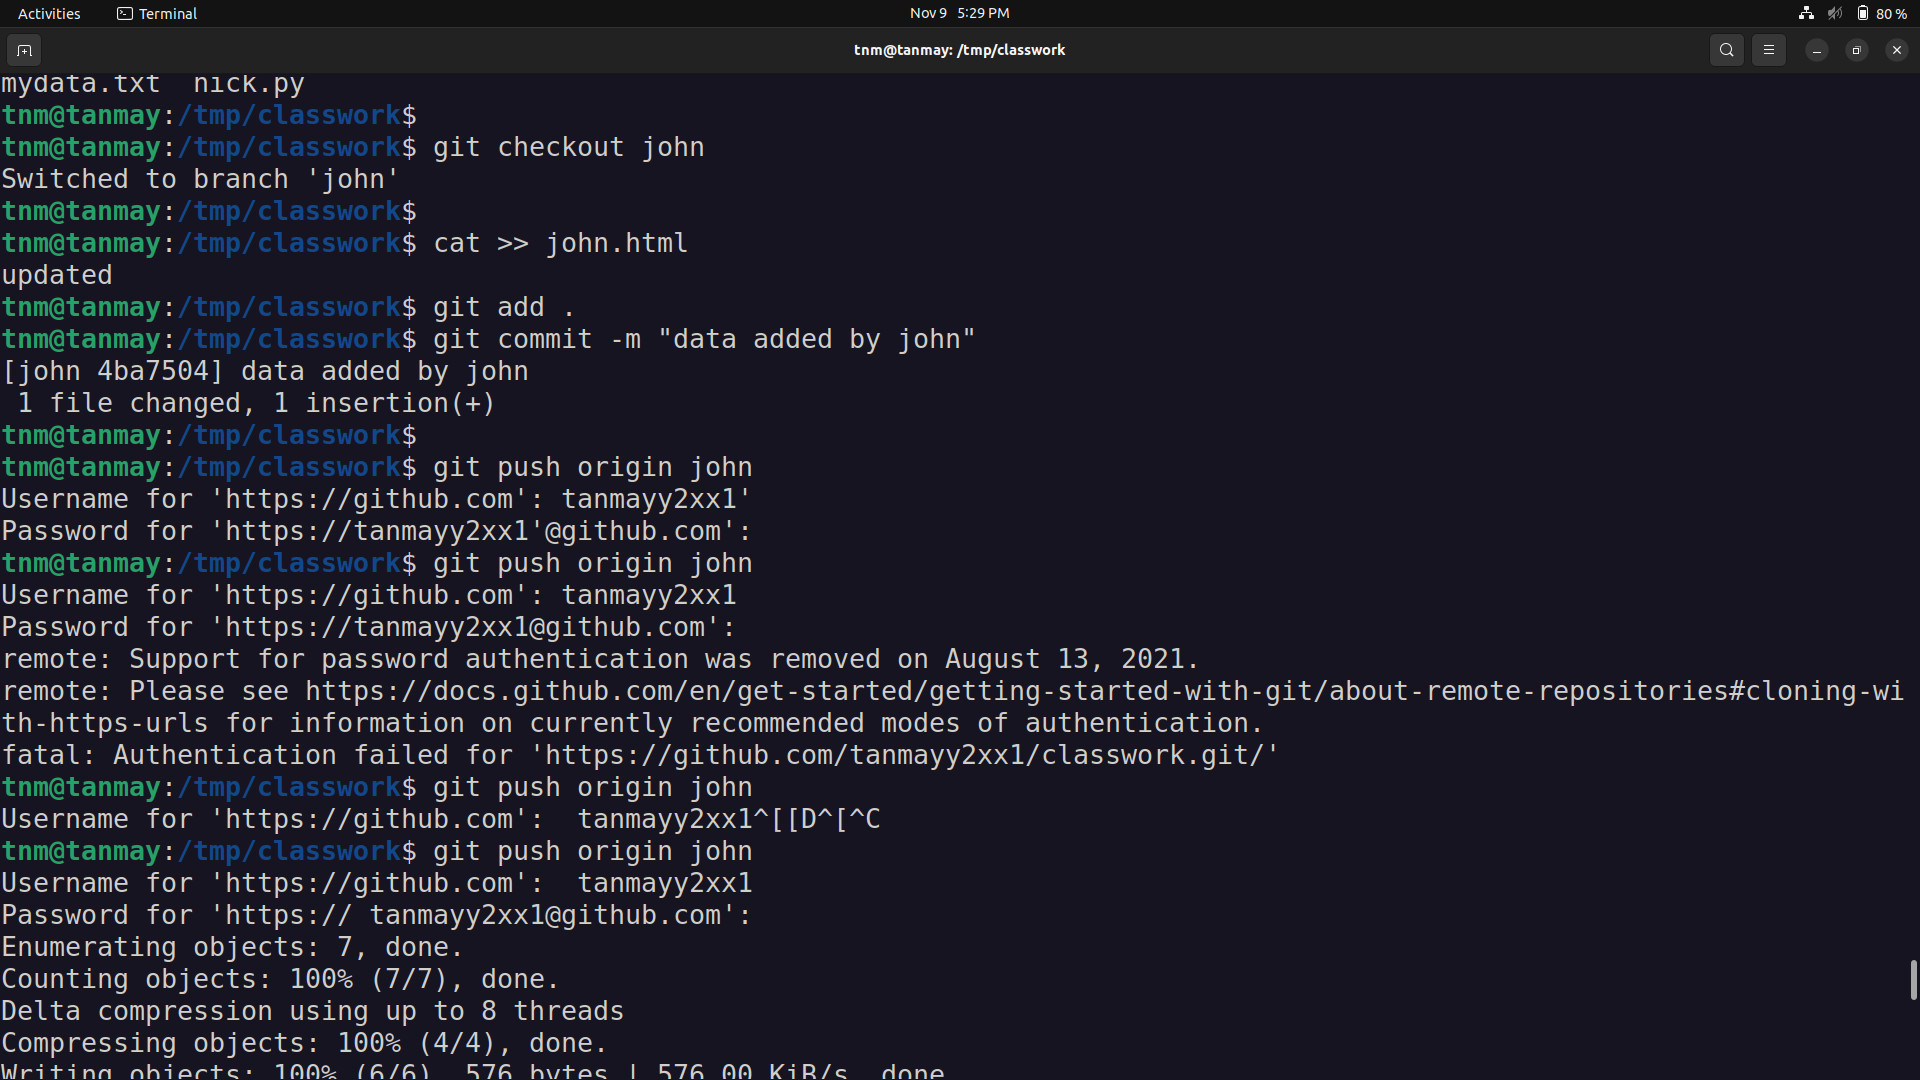 Activities Terminal Nov 9 5:29 PM 80 %
tnm@tanmay: /tmp/classwork
mydata.txt  nick.py
tnm@tanmay:/tmp/classwork$
tnm@tanmay:/tmp/classwork$ git checkout john
Switched to branch 'john'
tnm@tanmay:/tmp/classwork$
tnm@tanmay:/tmp/classwork$ cat >> john.html
updated
tnm@tanmay:/tmp/classwork$ git add .
tnm@tanmay:/tmp/classwork$ git commit -m "data added by john"
[john 4ba7504] data added by john
 1 file changed, 1 insertion(+)
tnm@tanmay:/tmp/classwork$
tnm@tanmay:/tmp/classwork$ git push origin john
Username for 'https://github.com': tanmayy2xx1'
Password for 'https://tanmayy2xx1'@github.com':
tnm@tanmay:/tmp/classwork$ git push origin john
Username for 'https://github.com': tanmayy2xx1
Password for 'https://tanmayy2xx1@github.com':
remote: Support for password authentication was removed on August 13, 2021.
remote: Please see https://docs.github.com/en/get-started/getting-started-with-git/about-remote-repositories#cloning-wi
th-https-urls for information on currently recommended modes of authentication.
fatal: Authentication failed for 'https://github.com/tanmayy2xx1/classwork.git/'
tnm@tanmay:/tmp/classwork$ git push origin john
Username for 'https://github.com':  tanmayy2xx1^[[D^[^C
tnm@tanmay:/tmp/classwork$ git push origin john
Username for 'https://github.com':  tanmayy2xx1
Password for 'https:// tanmayy2xx1@github.com':
Enumerating objects: 7, done.
Counting objects: 100% (7/7), done.
Delta compression using up to 8 threads
Compressing objects: 100% (4/4), done.
Writing objects: 100% (6/6), 576 bytes | 576.00 KiB/s, done